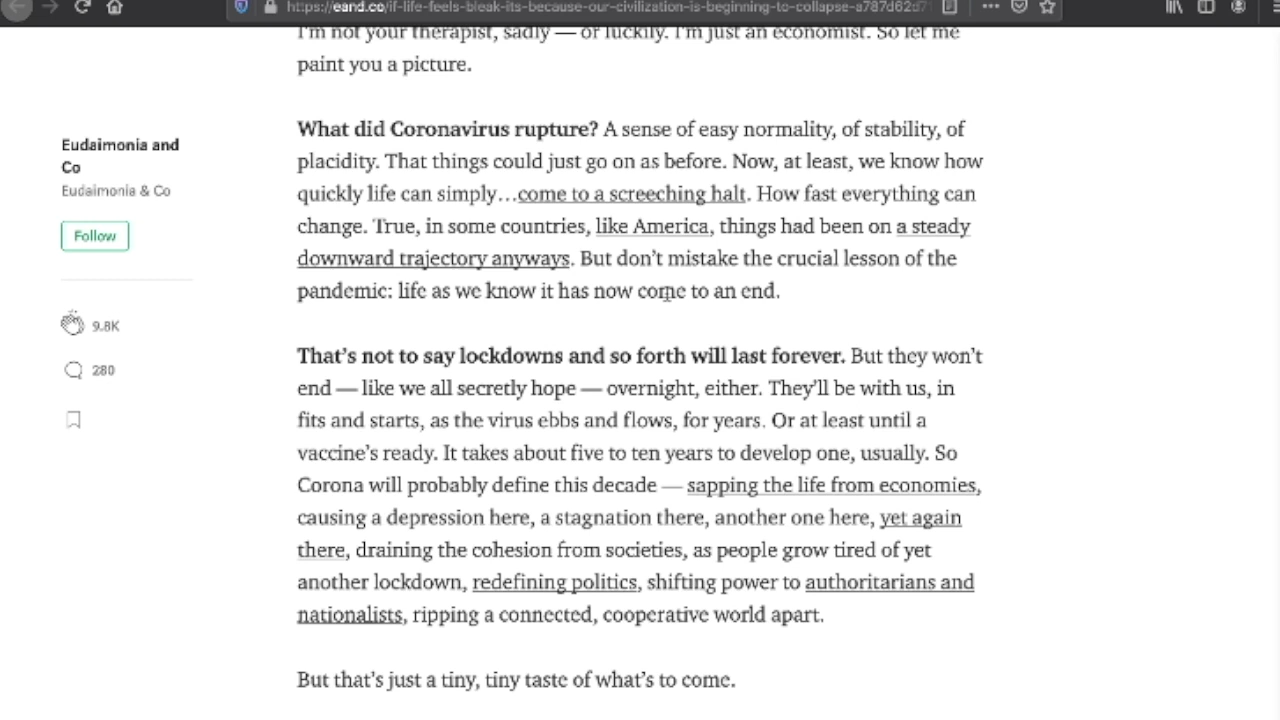 https://eand.co/if-life-feels-bleak-its-because-our-civilization-is-beginning-to-collapse-a787d62d71
I'm not your therapist, sadly — or luckily. I'm just an economist. So let me
paint you a picture.
Eudaimonia and
Co
Eudaimonia & Co
Follow
9.8K
280
What did Coronavirus rupture? A sense of easy normality, of stability, of
placidity. That things could just go on as before. Now, at least, we know how
quickly life can simply…come to a screeching halt. How fast everything can
change. True, in some countries, like America, things had been on a steady
downward trajectory anyways. But don't mistake the crucial lesson of the
pandemic: life as we know it has now come to an end.
That's not to say lockdowns and so forth will last forever. But they won't
end — like we all secretly hope — overnight, either. They'll be with us, in
fits and starts, as the virus ebbs and flows, for years. Or at least until a
vaccine's ready. It takes about five to ten years to develop one, usually. So
Corona will probably define this decade — sapping the life from economies,
causing a depression here, a stagnation there, another one here, yet again
there, draining the cohesion from societies, as people grow tired of yet
another lockdown, redefining politics, shifting power to authoritarians and
nationalists, ripping a connected, cooperative world apart.
But that's just a tiny, tiny taste of what's to come.